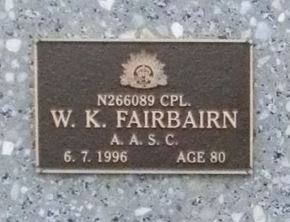 N266089 CPL.
W. K. FAIRBAIRN
A. A. S. C.
6. 7. 1996 AGE 80